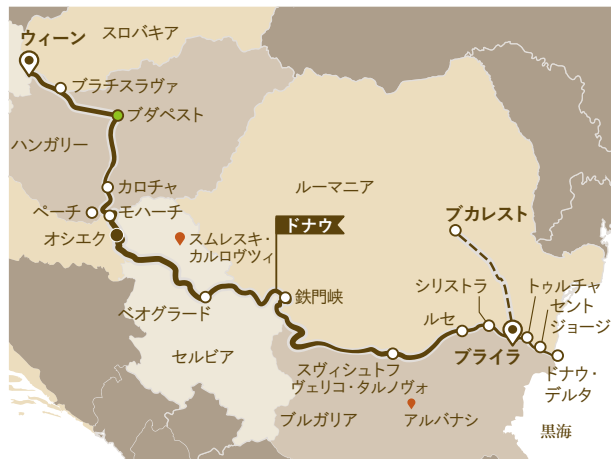 スロバキア
ウィーン
ブラチスラヴァ
ブダペスト
ハンガリー
カロチャ
ルーマニア
ペーチ
モハーチ
ブカレスト
ドナウ
オシエク
スムレスキ・
カルロヴツィ
シリストラ
トゥルチャ
セント
ジョージ
鉄門峡
ベオグラード
ルセ
ブライラ
セルビア
スヴィシュトフ
ヴェリコ・タルノヴォ
ドナウ・
デルタ
ブルガリア
アルバナシ
黒海